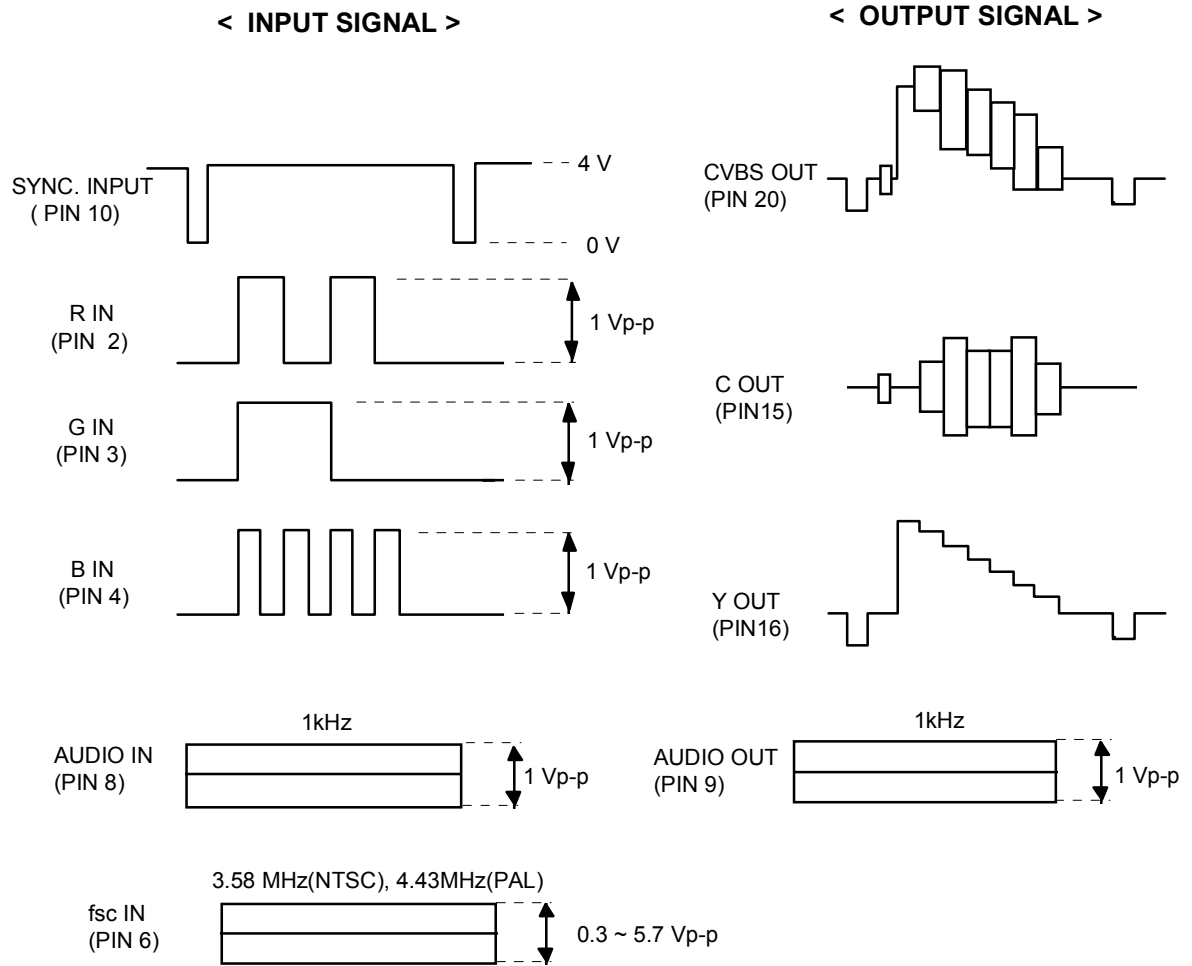 < INPUT SIGNAL >
SYNC. INPUT
( PIN 10)
4 V
0 V
R IN
(PIN 2)
1 Vp-p
G IN
(PIN 3)
1 Vp-p
B IN
(PIN 4)
1 Vp-p
1kHz
AUDIO IN
(PIN 8)
1 Vp-p
3.58 MHz(NTSC), 4.43MHz(PAL)
fsc IN
(PIN 6)
0.3 ~ 5.7 Vp-p
< OUTPUT SIGNAL >
CVBS OUT
(PIN 20)
C OUT
(PIN15)
Y OUT
(PIN16)
1kHz
AUDIO OUT
(PIN 9)
1 Vp-p